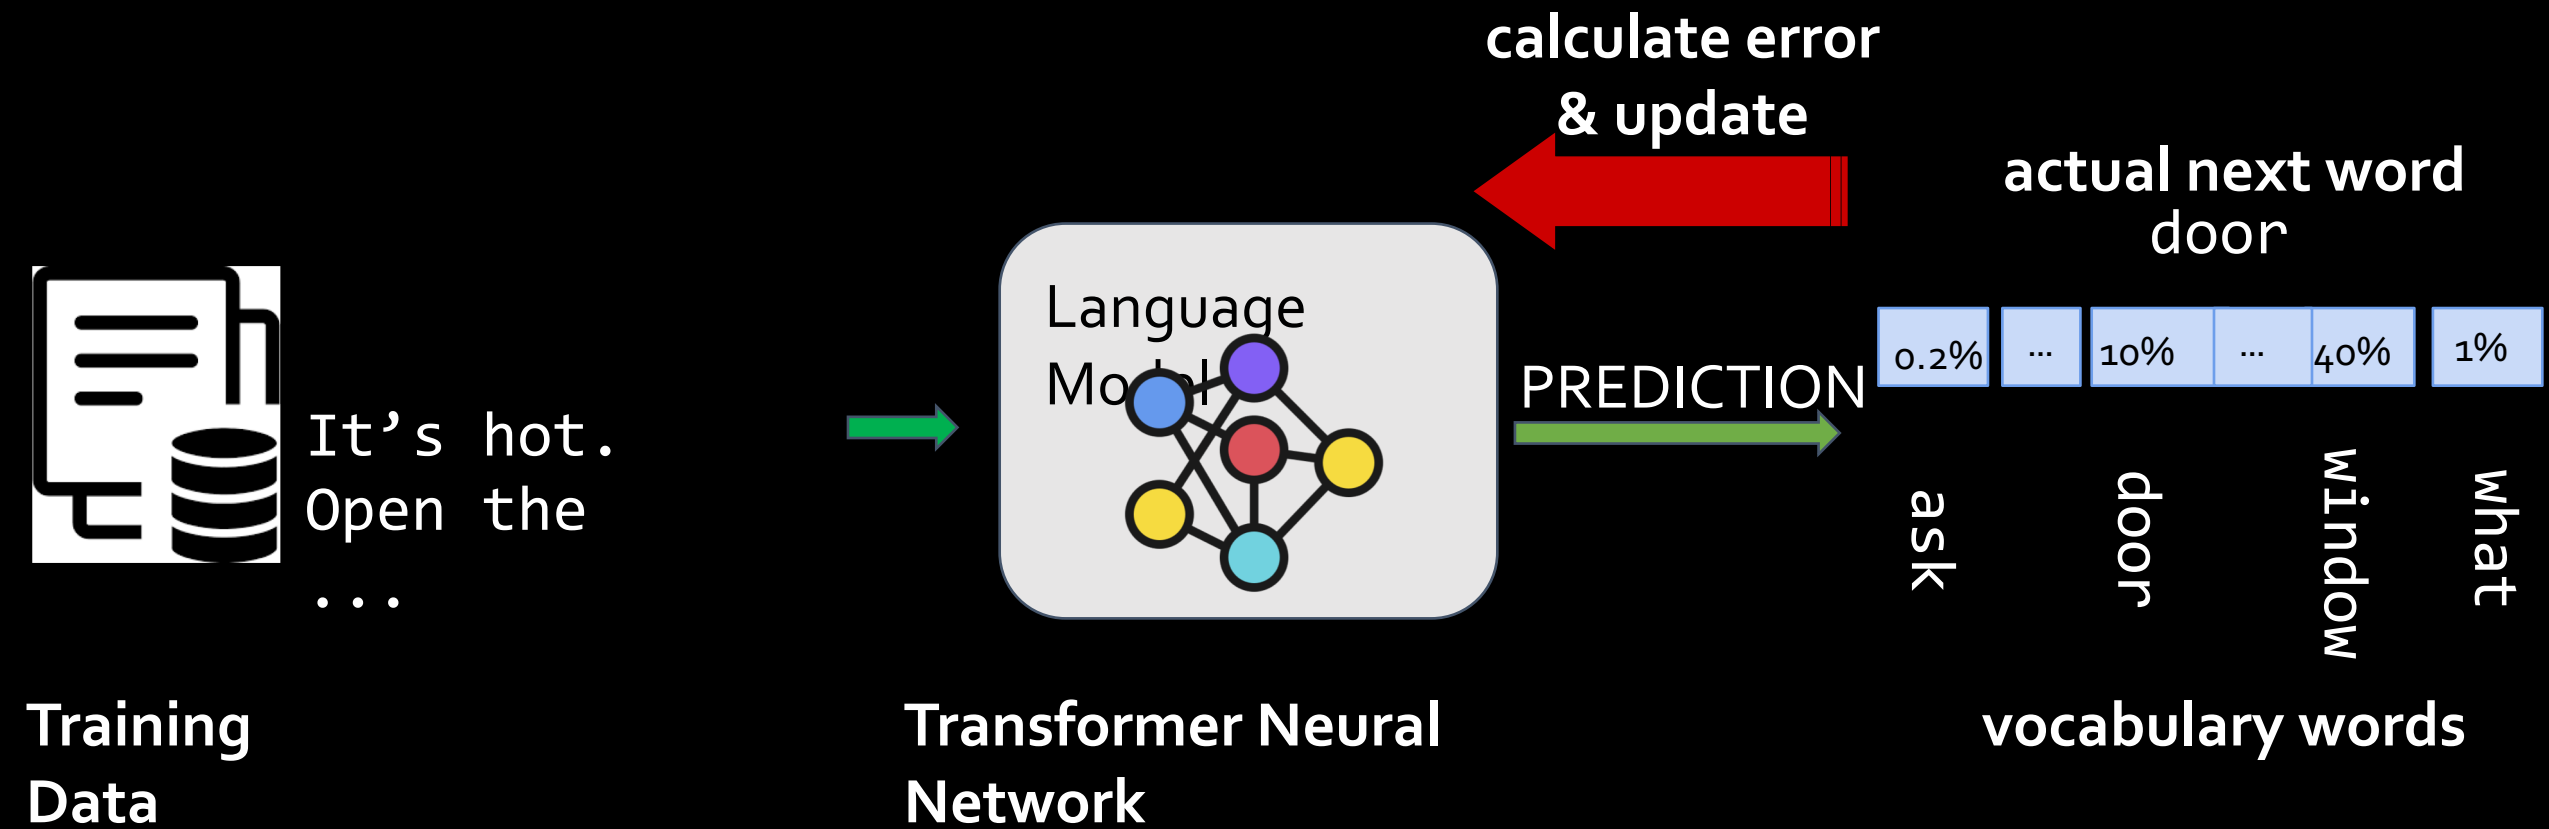 calculate error
& update
actual next word
door
Language
Model
It’s hot.
Open the
...
PREDICTION
0.2% ... 10% ... 40% 1%
ask door window what
Training
Data
Transformer Neural
Network
vocabulary words